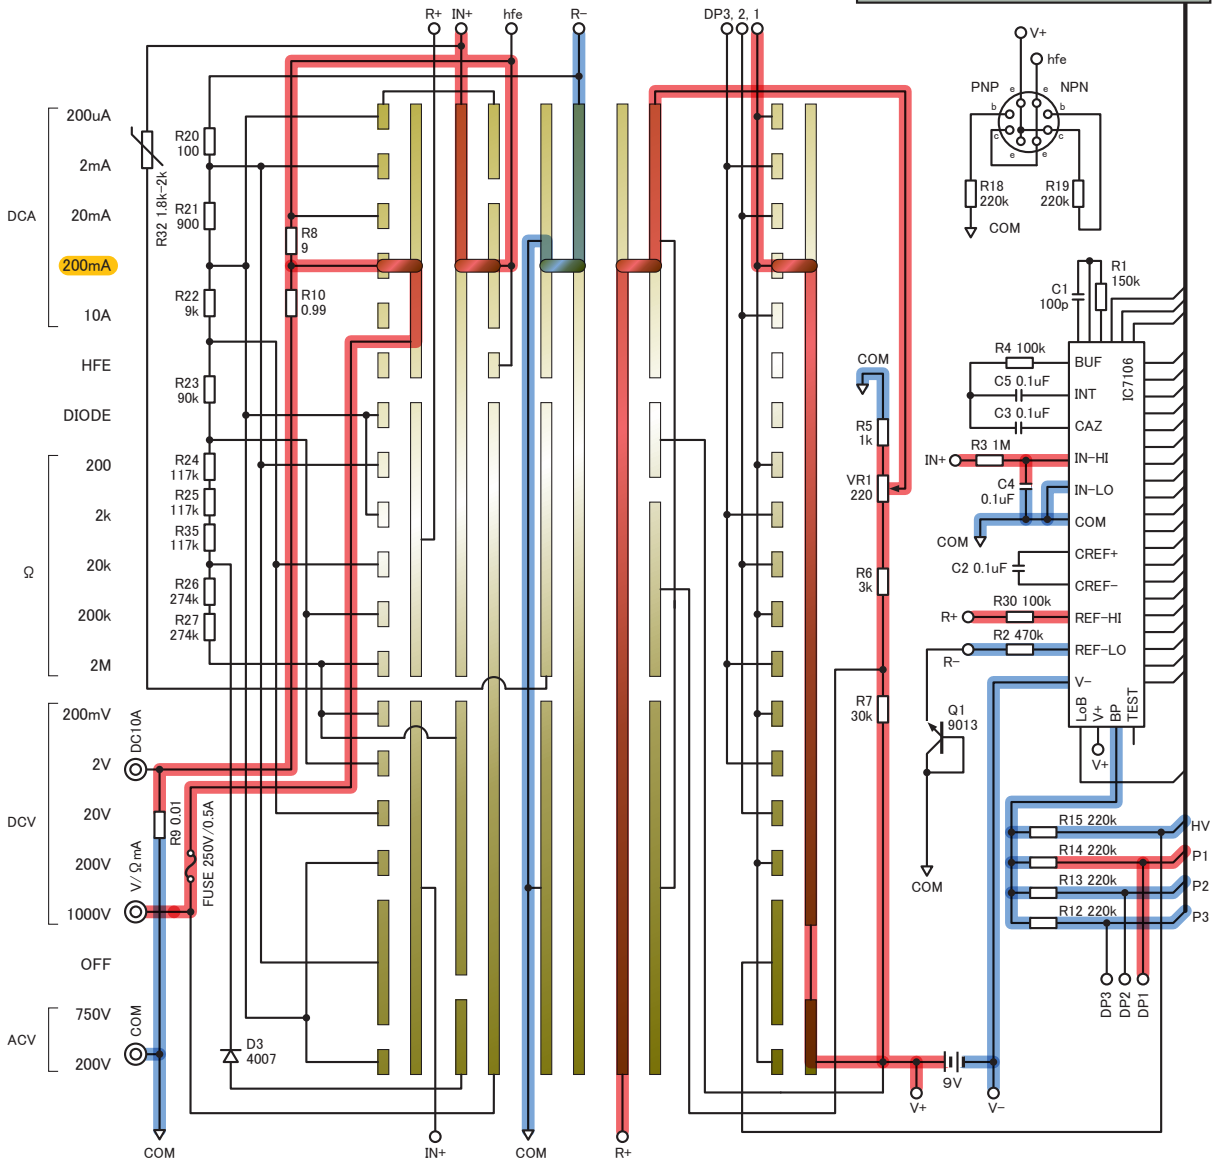 R+ IN+ hfe R- DP3, 2, 1
V+
hfe
PNP e e NPN
b b
c c
e e
R18 220k
R19 220k
COM
200uA
2mA
DCA 20mA
200mA
10A
HFE
DIODE
200
2k
Ω 20k
200k
2M
200mV
2V
DCV 20V
200V
1000V
OFF
ACV 750V
200V
R32 1.8k-2k
R20 100
R21 900
R22 9k
R23 90k
R24 117k
R25 117k
R35 117k
R26 274k
R27 274k
R8 9
R10 0.99
DC10A
R9 0.01
V/ΩmA
FUSE 250V/0.5A
COM
D3 4007
COM
IN+
COM
R+
COM
R5 1k
VR1 220
R6 3k
R7 30k
V+
9V
V-
C1 100p
R1 150k
IC7106
R4 100k BUF
C5 0.1uF INT
C3 0.1uF CAZ
IN+ R3 1M IN-HI
C4 0.1uF IN-LO
COM COM
CREF+
C2 0.1uF CREF-
R+ R30 100k REF-HI
R- R2 470k REF-LO
V-
LoB V+ BP TEST
V+
Q1 9013
COM
R15 220k HV
R14 220k P1
R13 220k P2
R12 220k P3
DP3 DP2 DP1